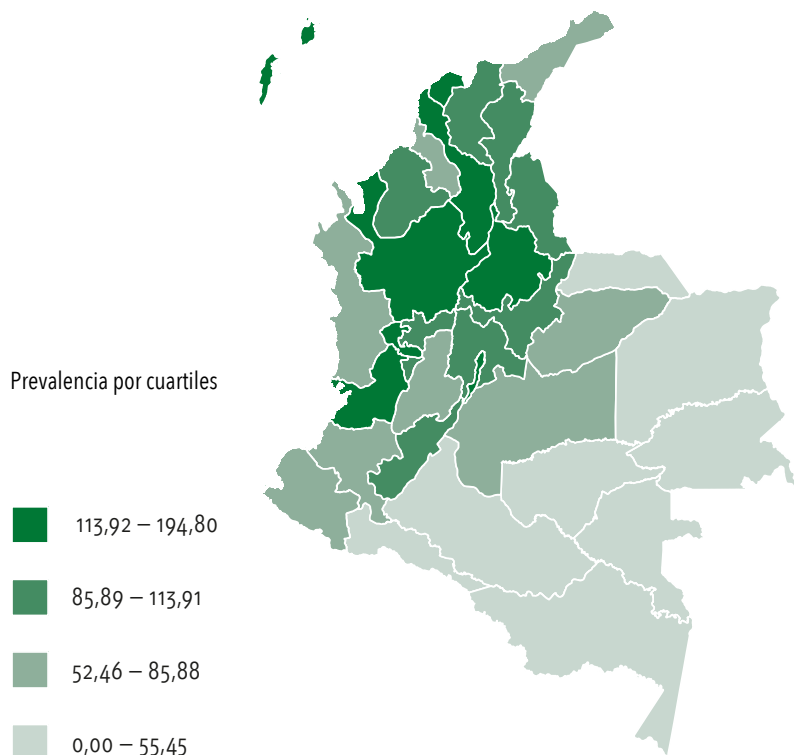 Prevalencia por cuartiles
113,92 – 194,80
85,89 – 113,91
52,46 – 85,88
0,00 – 55,45